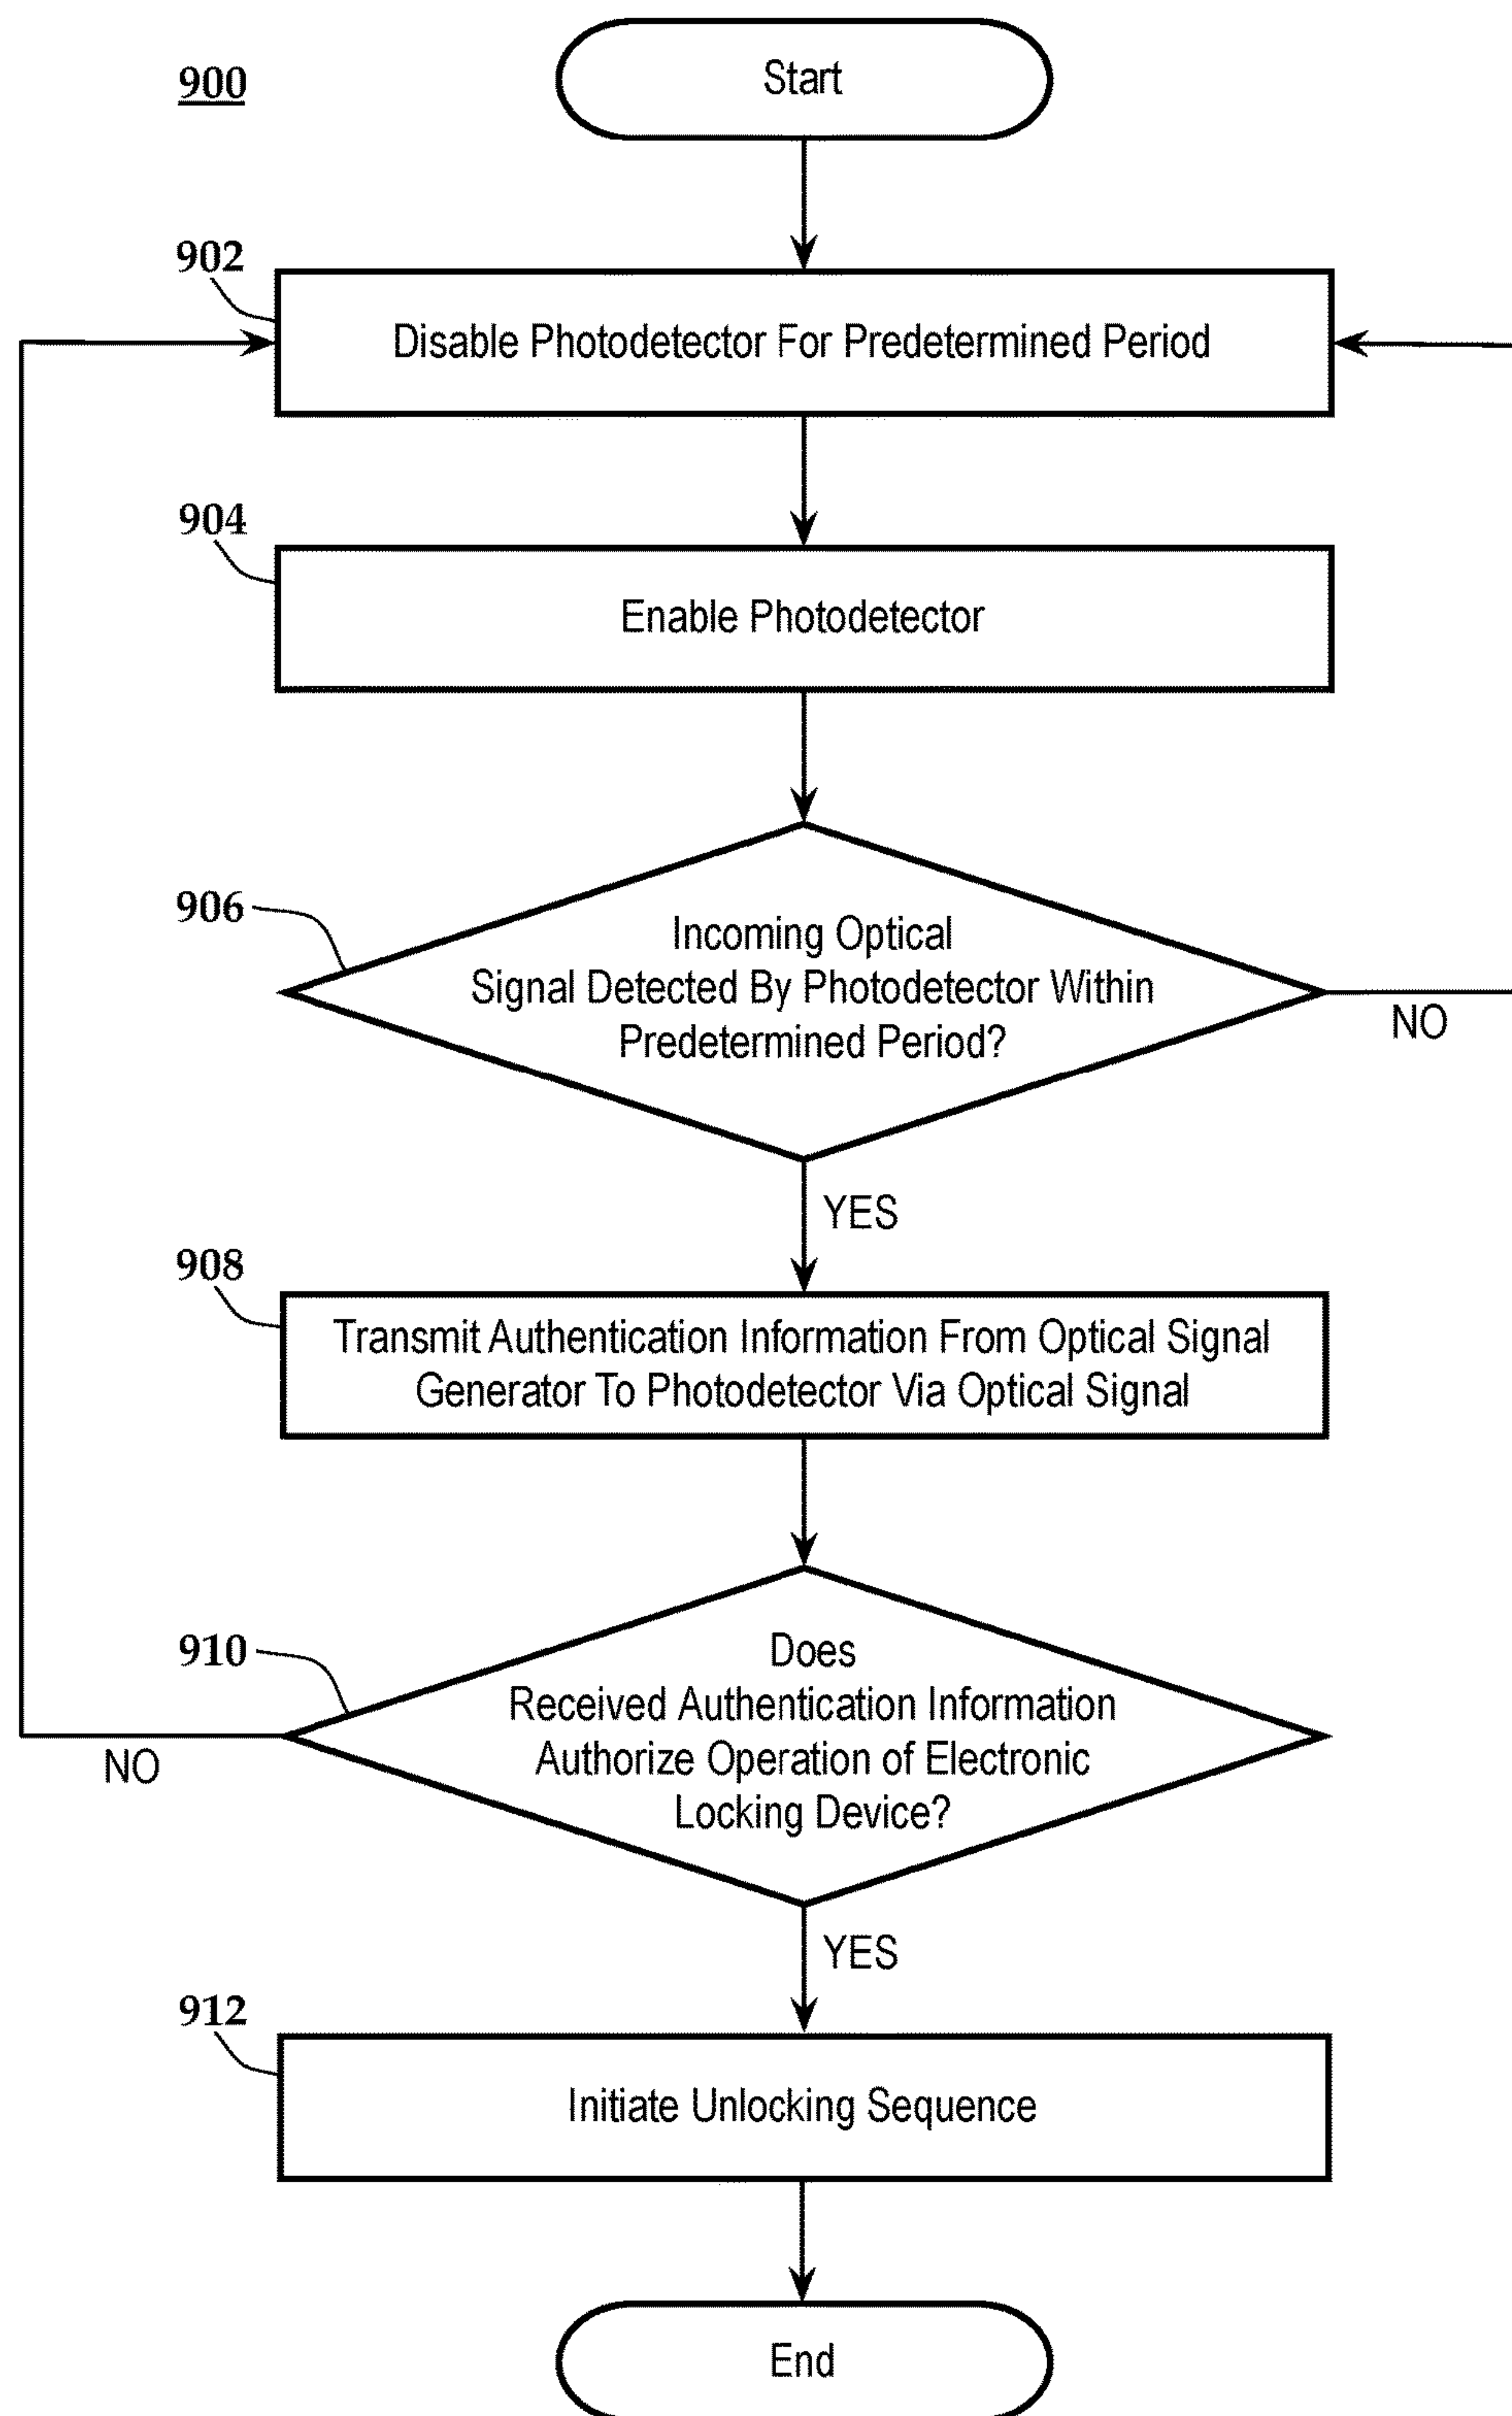 900
Start
902
Disable Photodetector For Predetermined Period
904
Enable Photodetector
906
Incoming Optical
Signal Detected By Photodetector Within
Predetermined Period?
NO
YES
908
Transmit Authentication Information From Optical Signal
Generator To Photodetector Via Optical Signal
910
Does
Received Authentication Information
Authorize Operation of Electronic
Locking Device?
NO
YES
912
Initiate Unlocking Sequence
End